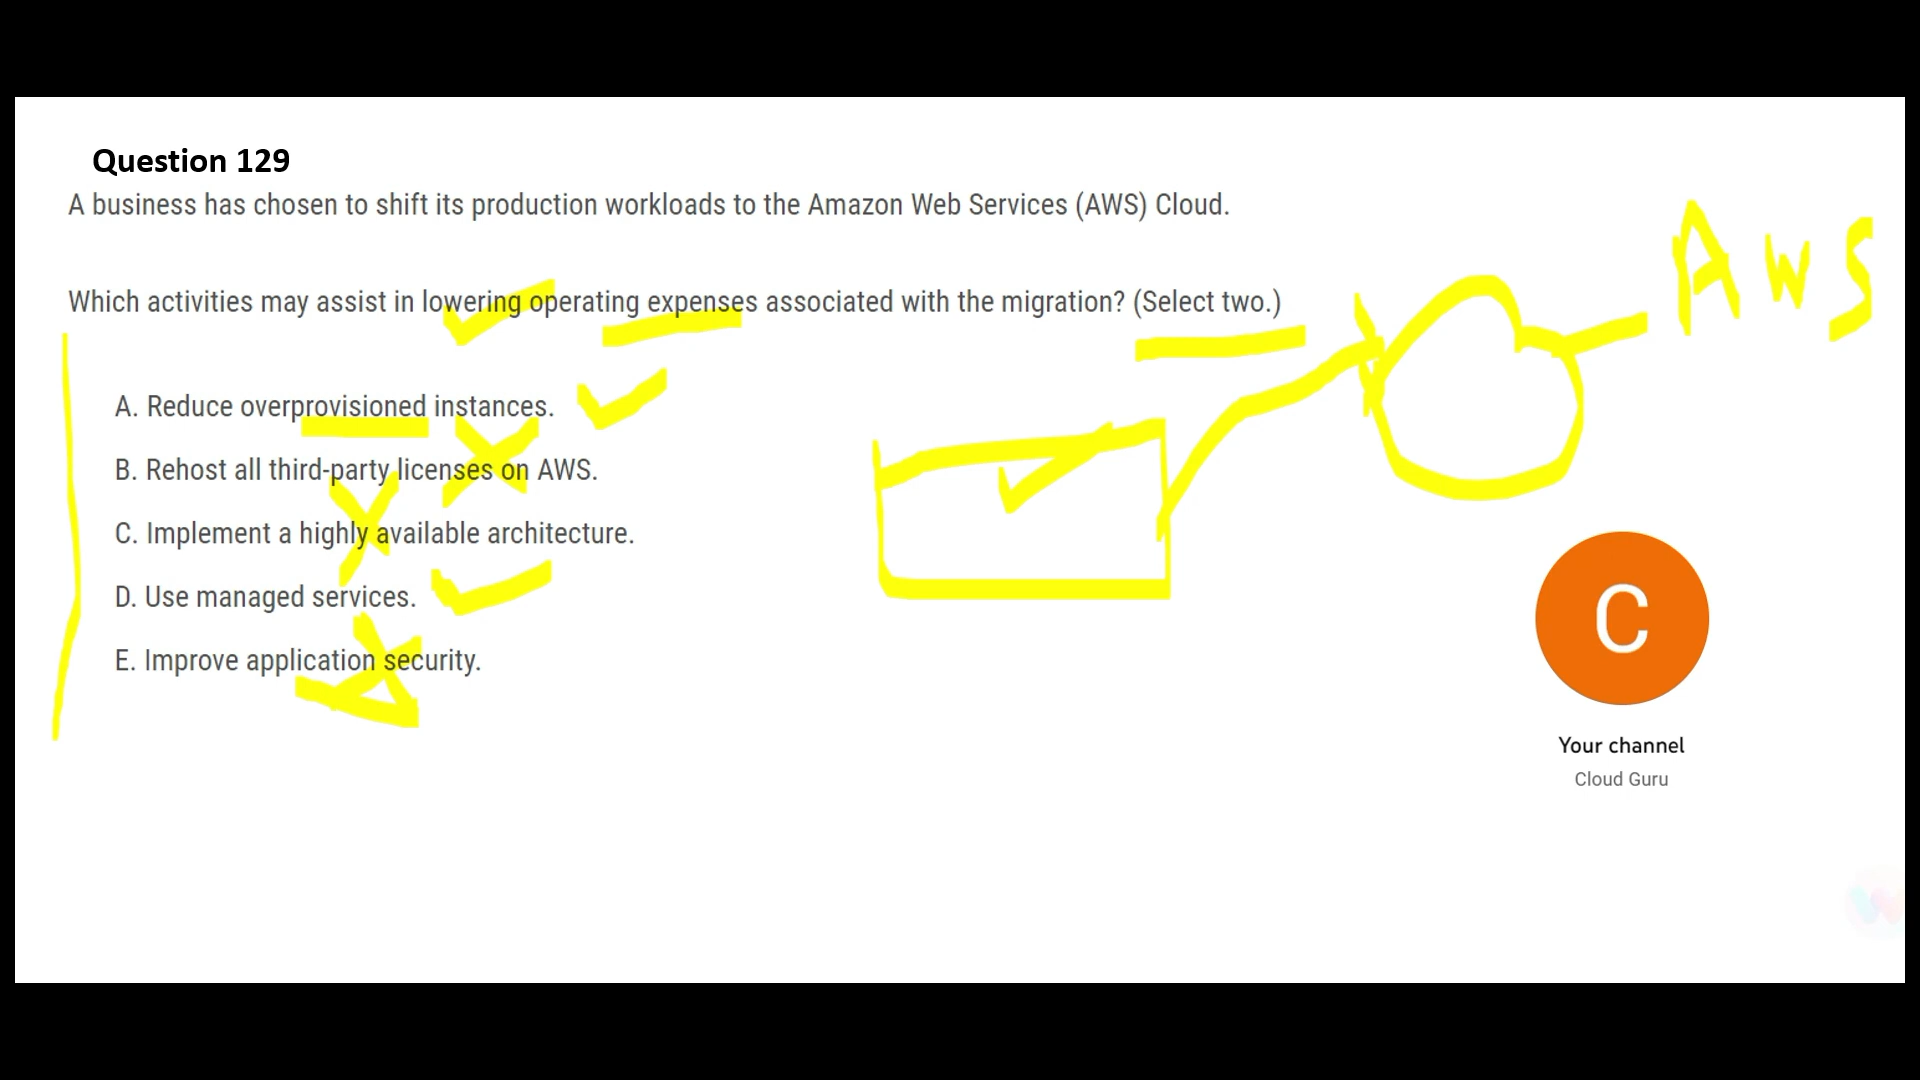 Question 129
A business has chosen to shift its production workloads to the Amazon Web Services (AWS) Cloud.
Which activities may assist in lowering operating expenses associated with the migration? (Select two.)
A. Reduce overprovisioned instances.
B. Rehost all third-party licenses on AWS.
C. Implement a highly available architecture.
D. Use managed services.
E. Improve application security.
AWS
C
Your channel
Cloud Guru